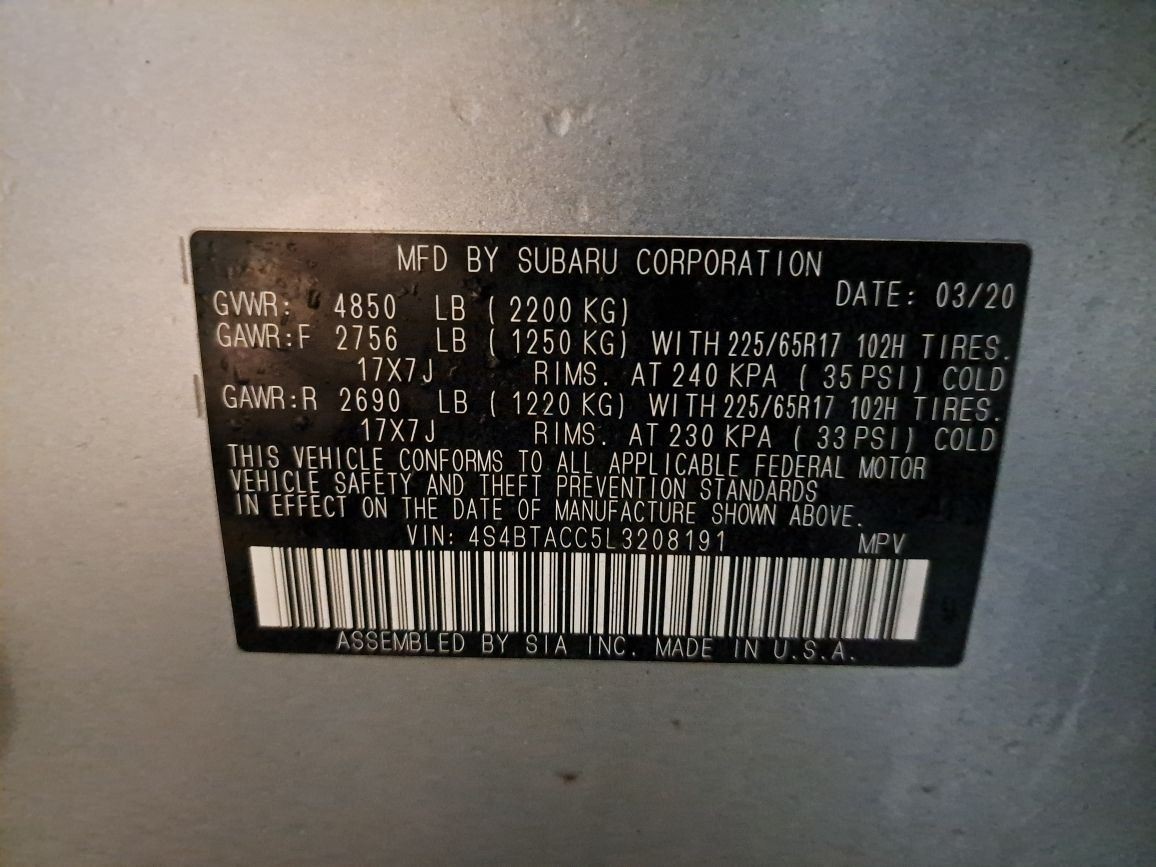 MFD BY SUBARU CORPORATION
DATE: 03/20
GVWR: 4850 LB ( 2200 KG)
GAWR:F 2756 LB ( 1250 KG) WITH 225/65R17 102H TIRES.
17X7J RIMS. AT 240 KPA ( 35 PSI) COLD
GAWR:R 2690 LB ( 1220 KG) WITH 225/65R17 102H TIRES.
17X7J RIMS. AT 230 KPA ( 33 PSI) COLD
THIS VEHICLE CONFORMS TO ALL APPLICABLE FEDERAL MOTOR
VEHICLE SAFETY AND THEFT PREVENTION STANDARDS
IN EFFECT ON THE DATE OF MANUFACTURE SHOWN ABOVE.
VIN: 4S4BTACC5L3208191 MPV
ASSEMBLED BY SIA INC. MADE IN U.S.A.